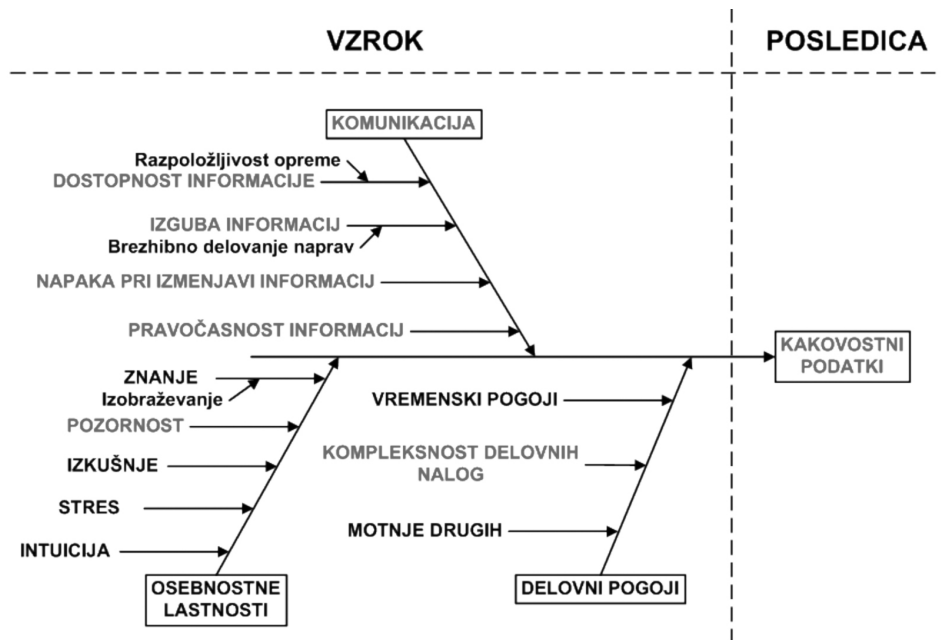 VZROK
POSLEDICA
KOMUNIKACIJA
Razpoložljivost opreme
DOSTOPNOST INFORMACIJE
IZGUBA INFORMACIJ
Brezhibno delovanje naprav
NAPAKA PRI IZMENJAVI INFORMACIJ
PRAVOČASNOST INFORMACIJ
KAKOVOSTNI
PODATKI
ZNANJE
Izobraževanje
POZORNOST
IZKUŠNJE
STRES
INTUICIJA
OSEBNOSTNE
LASTNOSTI
VREMENSKI POGOJI
KOMPLEKSNOST DELOVNIH
NALOG
MOTNJE DRUGIH
DELOVNI POGOJI